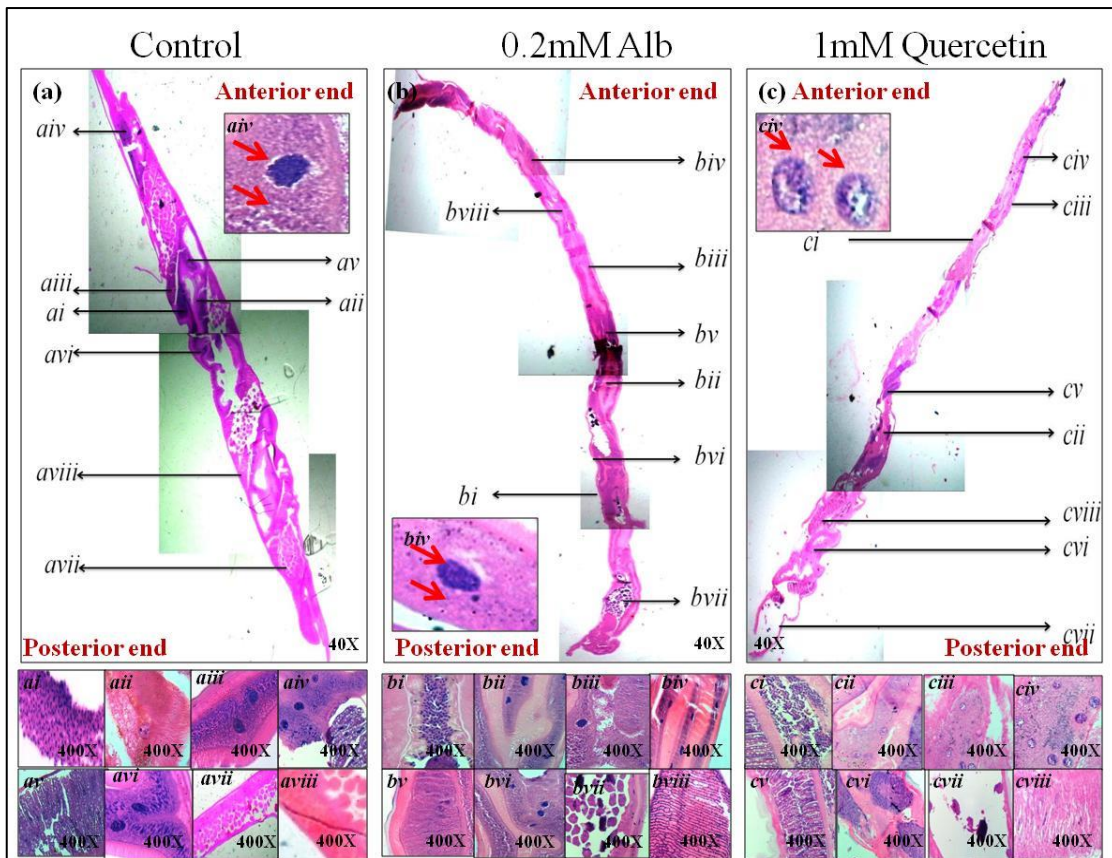 Control
0.2mM Alb
1mM Quercetin
(a)
Anterior end
aiv
aiv
av
aiii
aii
ai
avi
aviii
avii
Posterior end
40X
(b)
Anterior end
biv
bviii
biii
bv
bii
bvi
bi
biv
bvii
Posterior end
40X
(c) Anterior end
civ
civ
ciii
ci
cv
cii
cviii
cvi
cvii
40X
Posterior end
ai 400X
aii 400X
aiii 400X
aiv 400X
av 400X
avi 400X
avii 400X
aviii 400X
bi 400X
bii 400X
biii 400X
biv 400X
bv 400X
bvi 400X
bvii 400X
bviii 400X
ci 400X
cii 400X
ciii 400X
civ 400X
cv 400X
cvi 400X
cvii 400X
cviii 400X